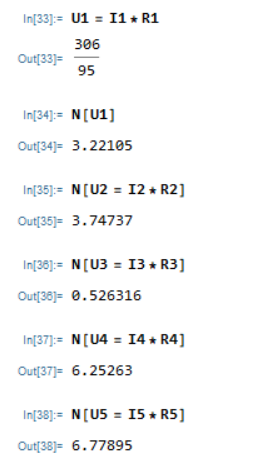 In[33]:= U1 = I1 * R1
306
Out[33]=
95
In[34]:= N[U1]
Out[34]= 3.22105
In[35]:= N[U2 = I2 * R2]
Out[35]= 3.74737
In[36]:= N[U3 = I3 * R3]
Out[36]= 0.526316
In[37]:= N[U4 = I4 * R4]
Out[37]= 6.25263
In[38]:= N[U5 = I5 * R5]
Out[38]= 6.77895